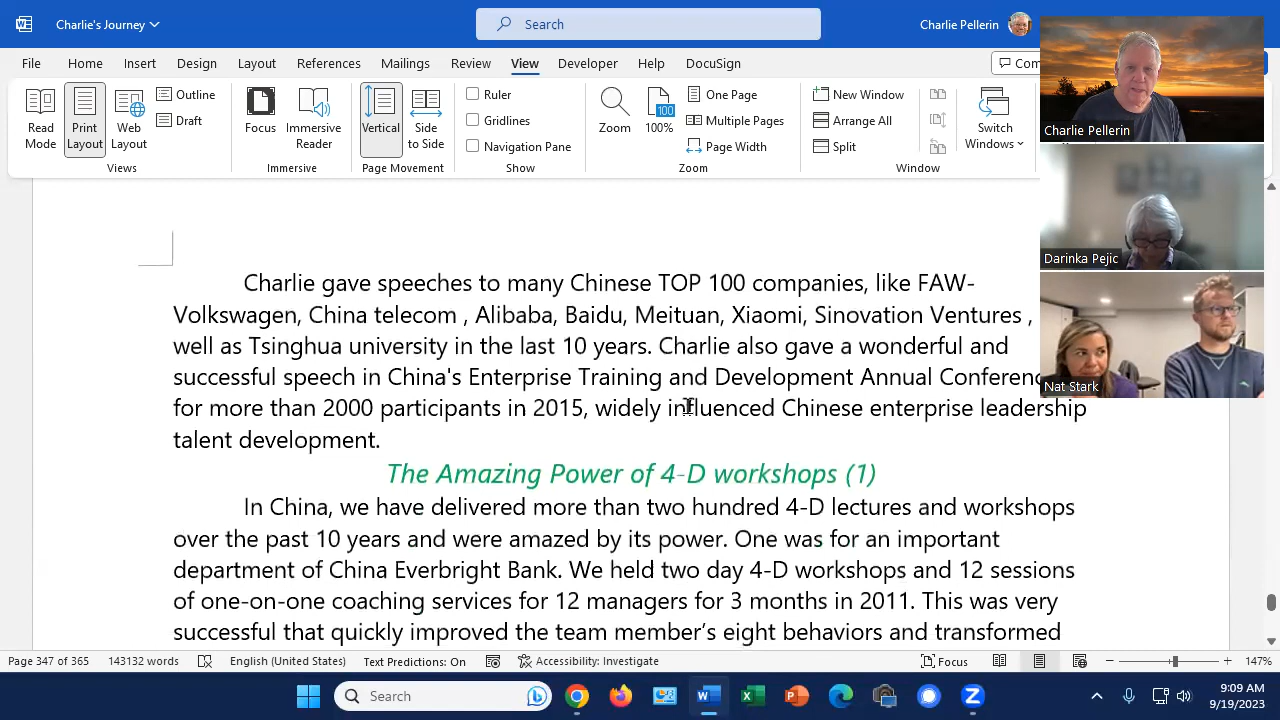 Charlie's Journey
Search
Charlie Pellerin
File Home Insert Design Layout References Mailings Review View Developer Help DocuSign
Read Mode
Print Layout
Web Layout
Outline
Draft
Views
Focus
Immersive Reader
Immersive
Vertical
Side to Side
Page Movement
Ruler
Gridlines
Navigation Pane
Show
Zoom
100
100%
One Page
Multiple Pages
Page Width
Zoom
New Window
Arrange All
Split
Switch Windows
Window
Charlie Pellerin
Darinka Pejic
Nat Stark
Charlie gave speeches to many Chinese TOP 100 companies, like FAW-
Volkswagen, China telecom , Alibaba, Baidu, Meituan, Xiaomi, Sinovation Ventures ,
well as Tsinghua university in the last 10 years. Charlie also gave a wonderful and
successful speech in China's Enterprise Training and Development Annual
for more than 2000 participants in 2015, widely influenced Chinese enterprise leadership
talent development.
The Amazing Power of 4-D workshops (1)
In China, we have delivered more than two hundred 4-D lectures and workshops
over the past 10 years and were amazed by its power. One was for an important
department of China Everbright Bank. We held two day 4-D workshops and 12 sessions
of one-on-one coaching services for 12 managers for 3 months in 2011. This was very
successful that quickly improved the team member's eight behaviors and transformed
Page 347 of 365 143132 words English (United States) Text Predictions: On Accessibility: Investigate Focus 147%
Search
9:09 AM
9/19/2023